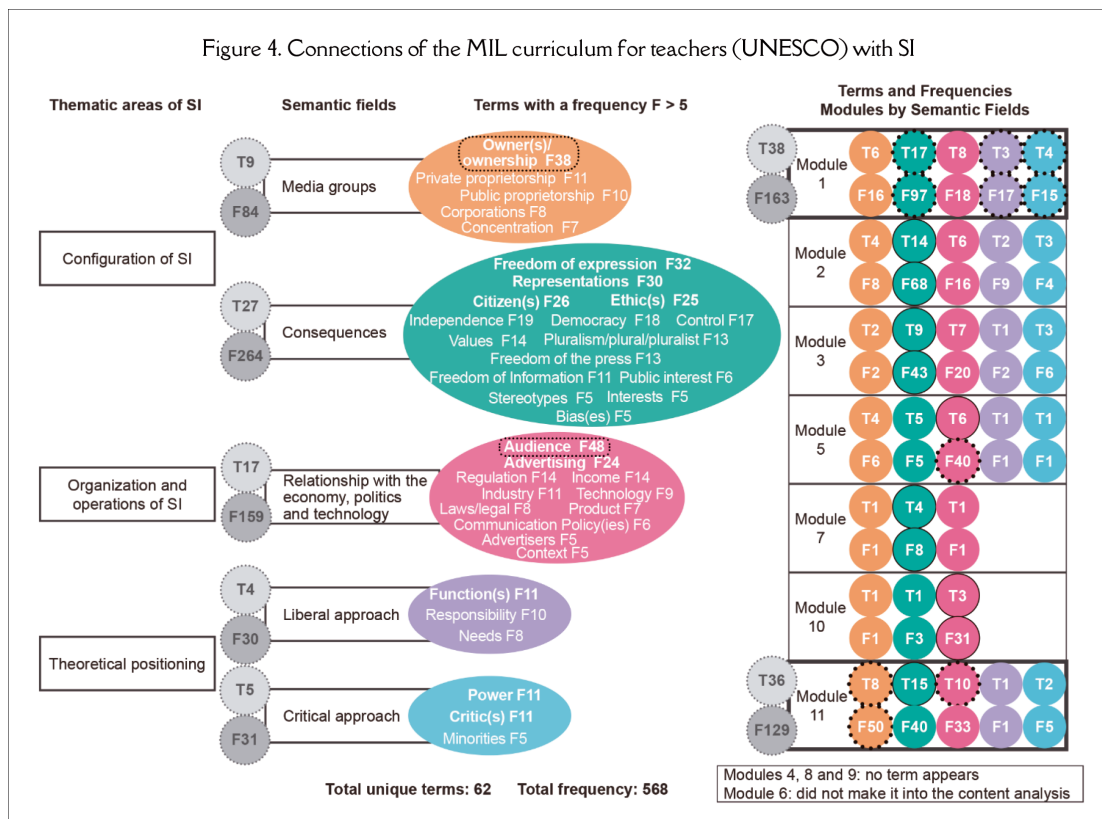 Figure 4. Connections of the MIL curriculum for teachers (UNESCO) with SI
Thematic areas of SI
Semantic fields
Terms with a frequency F > 5
Configuration of SI
T9
F84
Media groups
Owner(s)/
ownership F38
Private proprietorship F11
Public proprietorship F10
Corporations F8
Concentration F7
T27
F264
Consequences
Freedom of expression F32
Representations F30
Citizen(s) F26 Ethic(s) F25
Independence F19 Democracy F18 Control F17
Values F14 Pluralism/plural/pluralist F13
Freedom of the press F13
Freedom of Information F11 Public interest F6
Stereotypes F5 Interests F5
Bias(es) F5
Organization and
operations of SI
T17
F159
Relationship with the
economy, politics
and technology
Audience F48
Advertising F24
Regulation F14 Income F14
Industry F11 Technology F9
Laws/legal F8 Product F7
Communication Policy(ies) F6
Advertisers F5
Context F5
Theoretical positioning
T4
F30
Liberal approach
Function(s) F11
Responsibility F10
Needs F8
T5
F31
Critical approach
Power F11
Critic(s) F11
Minorities F5
Total unique terms: 62 Total frequency: 568
Terms and Frequencies
Modules by Semantic Fields
T38
F163
Module
1
T6 T17 T8 T3 T4
F16 F97 F18 F17 F15
Module
2
T4 T14 T6 T2 T3
F8 F68 F16 F9 F4
Module
3
T2 T9 T7 T1 T3
F2 F43 F20 F2 F6
Module
5
T4 T5 T6 T1 T1
F6 F5 F40 F1 F1
Module
7
T1 T4 T1
F1 F8 F1
Module
10
T1 T1 T3
F1 F3 F31
T36
F129
Module
11
T8 T15 T10 T1 T2
F50 F40 F33 F1 F5
Modules 4, 8 and 9: no term appears
Module 6: did not make it into the content analysis